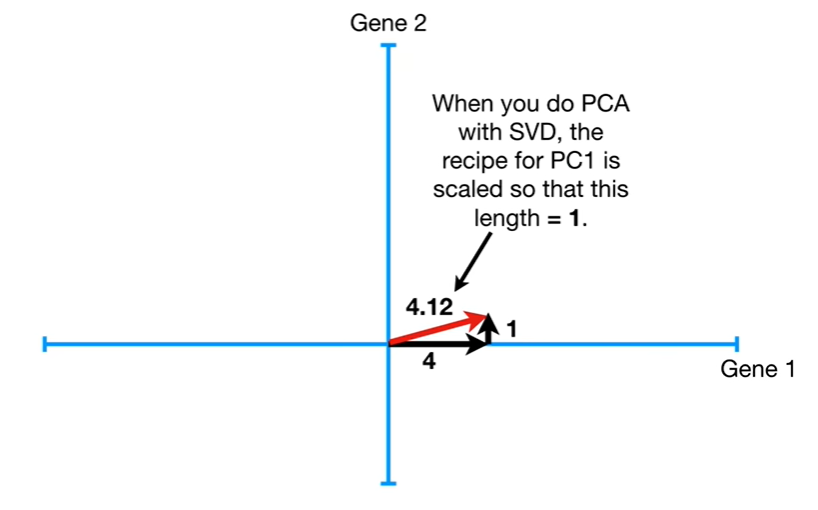 Gene 2
When you do PCA
with SVD, the
recipe for PC1 is
scaled so that this
length = 1.
4.12
1
4
Gene 1